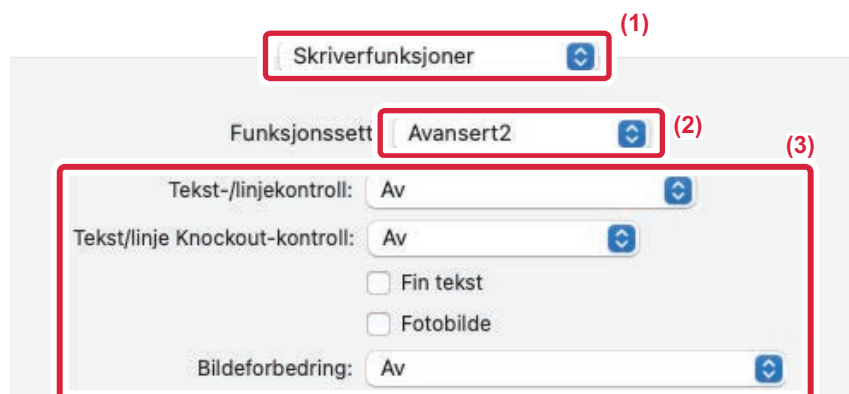 (1)
Skriverfunksjoner
Funksjonssett Avansert2 (2)
(3)
Tekst-/linjekontroll: Av
Tekst/linje Knockout-kontroll: Av
Fin tekst
Fotobilde
Bildeforbedring: Av